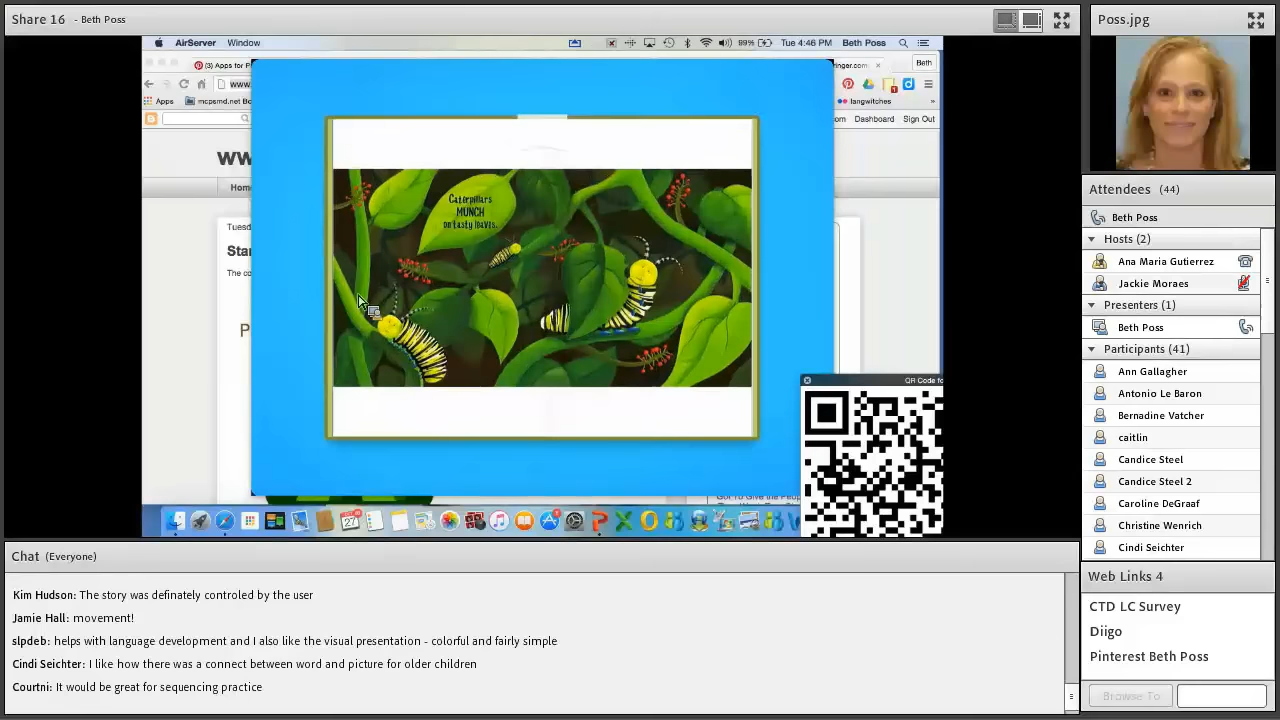 Share 16 - Beth Poss
AirServer Window
99% Tue 4:46 PM Beth Poss
(3) Apps for P
ringer.com
Beth
www.
Apps
mcpsmd.net Bo
langwitches
»
om Dashboard Sign Out
ww
Hom
Tuesd
Star
The co
P
Caterpillars
MUNCH
on tasty leaves.
QR Code fo
27
Poss.jpg
Attendees (44)
Beth Poss
Hosts (2)
Ana Maria Gutierrez
Jackie Moraes
Presenters (1)
Beth Poss
Participants (41)
Ann Gallagher
Antonio Le Baron
Bernadine Vatcher
caitlin
Candice Steel
Candice Steel 2
Caroline DeGraaf
Christine Wenrich
Cindi Seichter
Web Links 4
CTD LC Survey
Diigo
Pinterest Beth Poss
Browse To
Chat (Everyone)
Kim Hudson: The story was definately controled by the user
Jamie Hall: movement!
slpdeb: helps with language development and I also like the visual presentation - colorful and fairly simple
Cindi Seichter: I like how there was a connect between word and picture for older children
Courtni: It would be great for sequencing practice